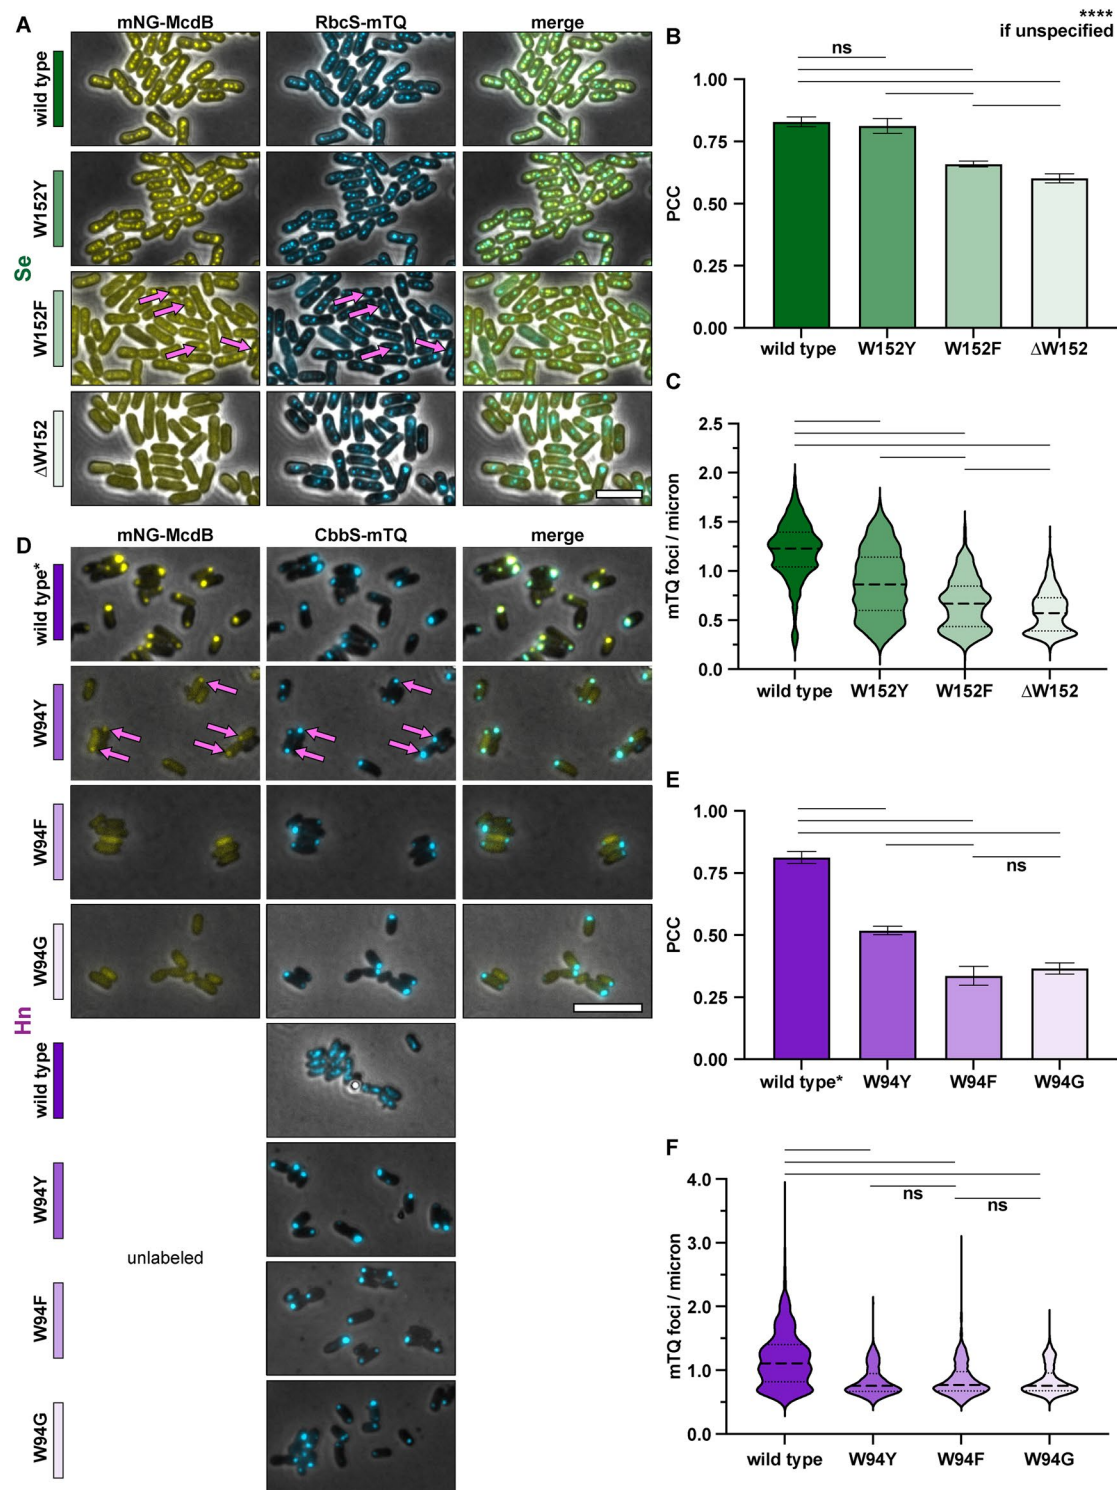 A
mNG-McdB
RbcS-mTQ
merge
Se
wild type
W152Y
W152F
ΔW152
B
****
if unspecified
ns
PCC
1.00
0.75
0.50
0.25
0.00
wild type
W152Y
W152F
ΔW152
C
mTQ foci / micron
2.5
2.0
1.5
1.0
0.5
0.0
wild type
W152Y
W152F
ΔW152
D
mNG-McdB
CbbS-mTQ
merge
Hn
wild type*
W94Y
W94F
W94G
wild type
W94Y
unlabeled
W94F
W94G
E
PCC
1.00
0.75
0.50
0.25
0.00
ns
wild type*
W94Y
W94F
W94G
F
mTQ foci / micron
4.0
3.0
2.0
1.0
0.0
ns
ns
wild type
W94Y
W94F
W94G